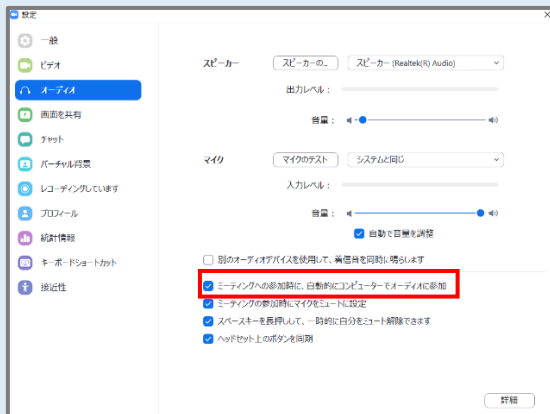 設定
一般
ビデオ
オーディオ
画面を共有
チャット
バーチャル背景
レコーディングしています
プロフィール
統計情報
キーボードショートカット
接近性
スピーカー スピーカーの... スピーカー (Realtek(R) Audio)
出力レベル：
音量：
マイク マイクのテスト システムと同じ
入力レベル：
音量：
自動で音量を調整
別のオーディオデバイスを使用して、着信音を同時に鳴らします
ミーティングへの参加時に、自動的にコンピューターでオーディオに参加
ミーティングの参加時にマイクをミュートに設定
スペースキーを長押しして、一時的に自分をミュート解除できます
ヘッドセット上のボタンを同期
詳細